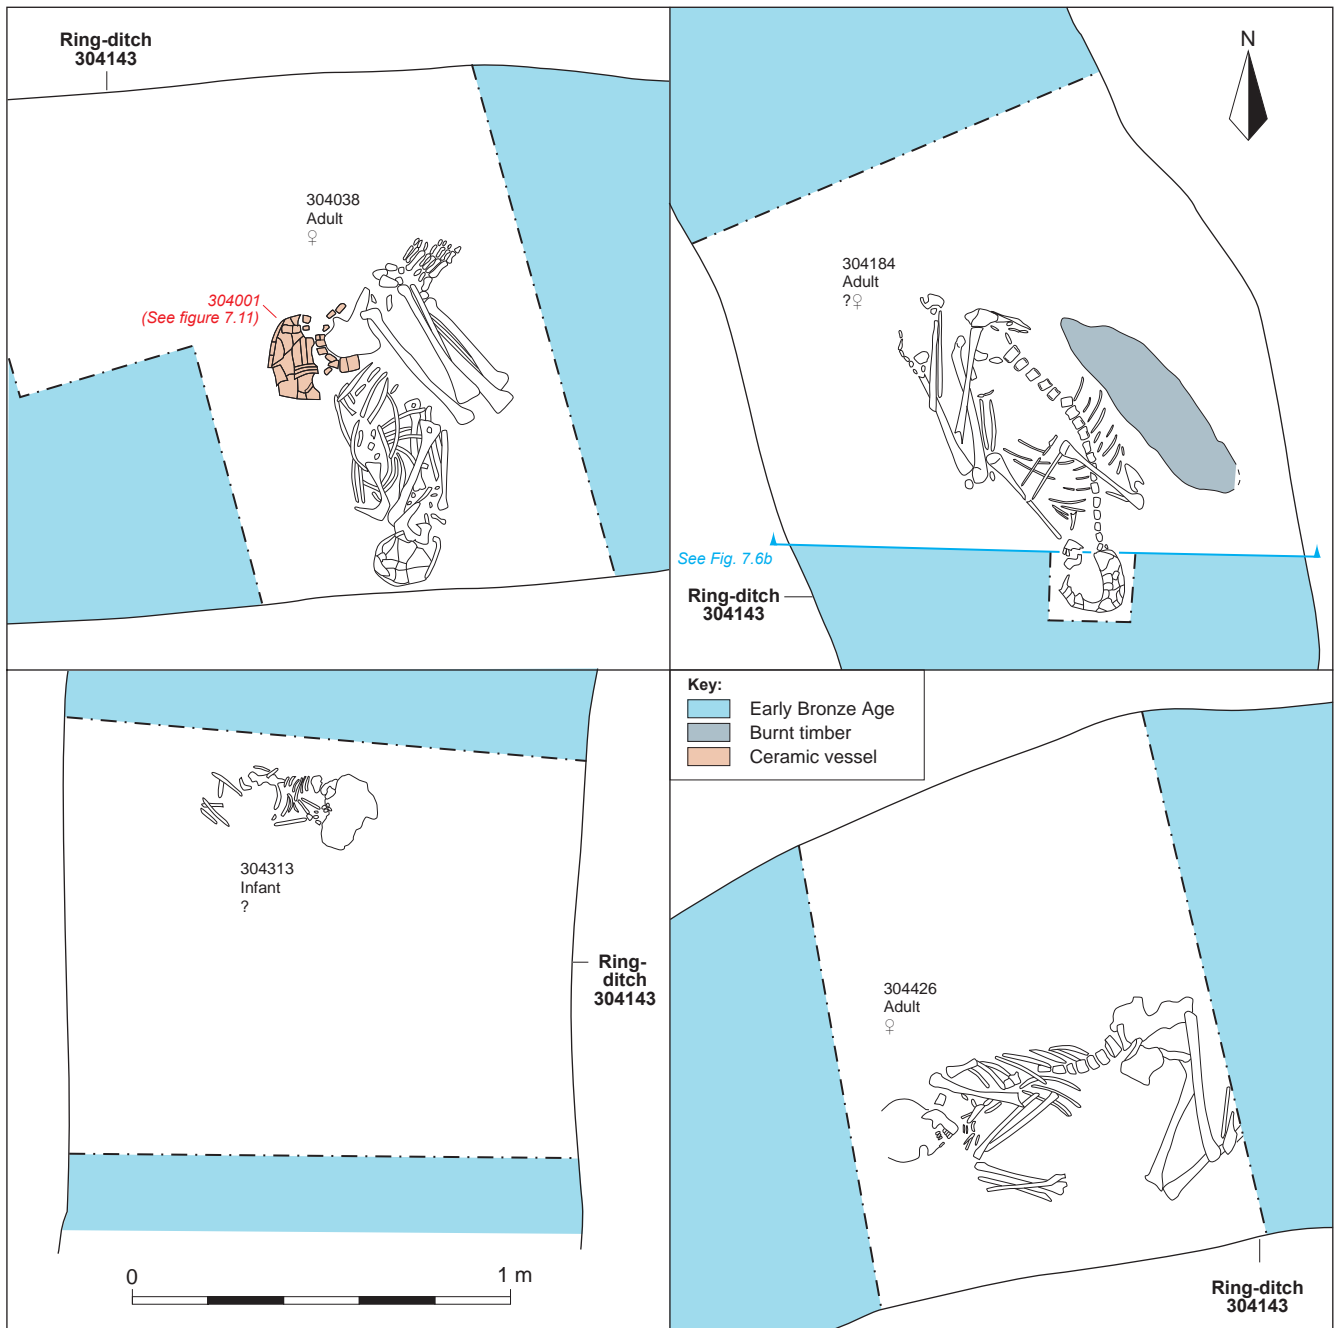 Ring-ditch
304143
304038
Adult
♀
304001
(See figure 7.11)
N
304184
Adult
?♀
See Fig. 7.6b
Ring-ditch
304143
304313
Infant
?
Ring-
ditch
304143
0
1 m
Key:
Early Bronze Age
Burnt timber
Ceramic vessel
304426
Adult
♀
Ring-ditch
304143